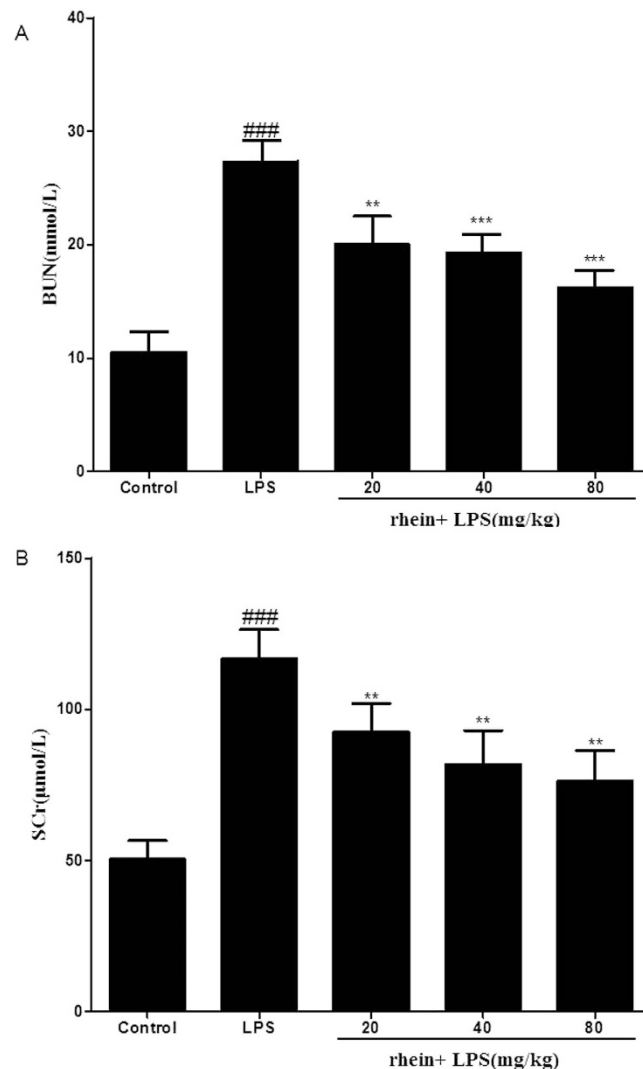 A
BUN(mmol/L)
40
30
20
10
0
###
**
***
***
Control LPS 20 40 80
rhein+ LPS(mg/kg)
B
SCr(μmol/L)
150
100
50
0
###
**
**
**
Control LPS 20 40 80
rhein+ LPS(mg/kg)